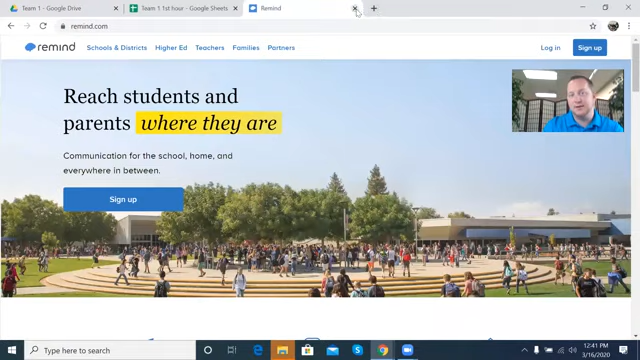 Team 1 - Google Drive
Team 1 1st hour - Google Sheets
Remind
remind.com
remind
Schools & Districts
Higher Ed
Teachers
Families
Partners
Log in
Sign up
Reach students and
parents where they are
Communication for the school, home, and
everywhere in between.
Sign up
Type here to search
12:41 PM
3/16/2020